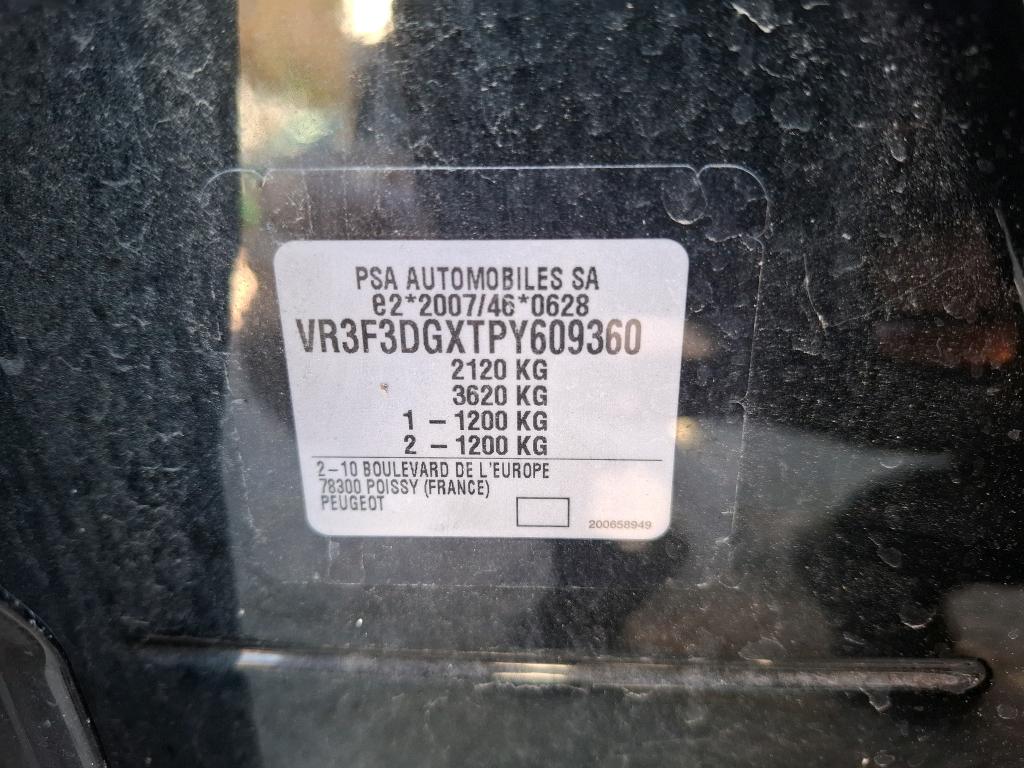 PSA AUTOMOBILES SA
e2*2007/46*0628
VR3F3DGXTPY609360
2120 KG
3620 KG
1 – 1200 KG
2 – 1200 KG
2–10 BOULEVARD DE L'EUROPE
78300 POISSY (FRANCE)
PEUGEOT
200658949